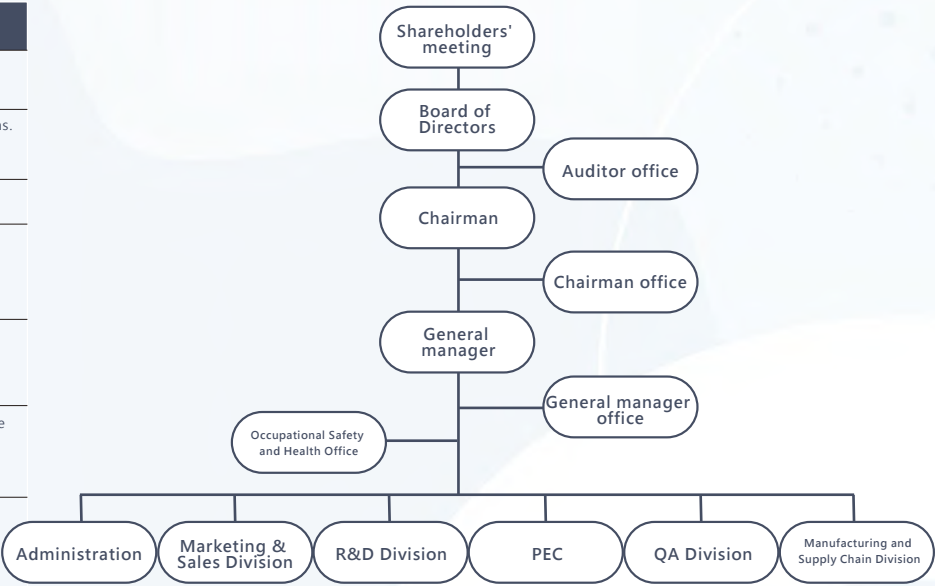 Shareholders'
meeting
Board of
Directors
Auditor office
Chairman
Chairman office
General
manager
General manager
office
Occupational Safety
and Health Office
Administration
Marketing &
Sales Division
R&D Division
PEC
QA Division
Manufacturing and
Supply Chain Division